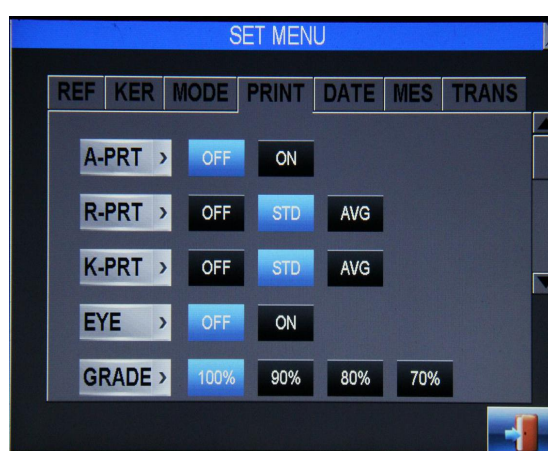 SET MENU
REF KER MODE PRINT DATE MES TRANS
A-PRT > OFF ON
R-PRT > OFF STD AVG
K-PRT > OFF STD AVG
EYE > OFF ON
GRADE > 100% 90% 80% 70%